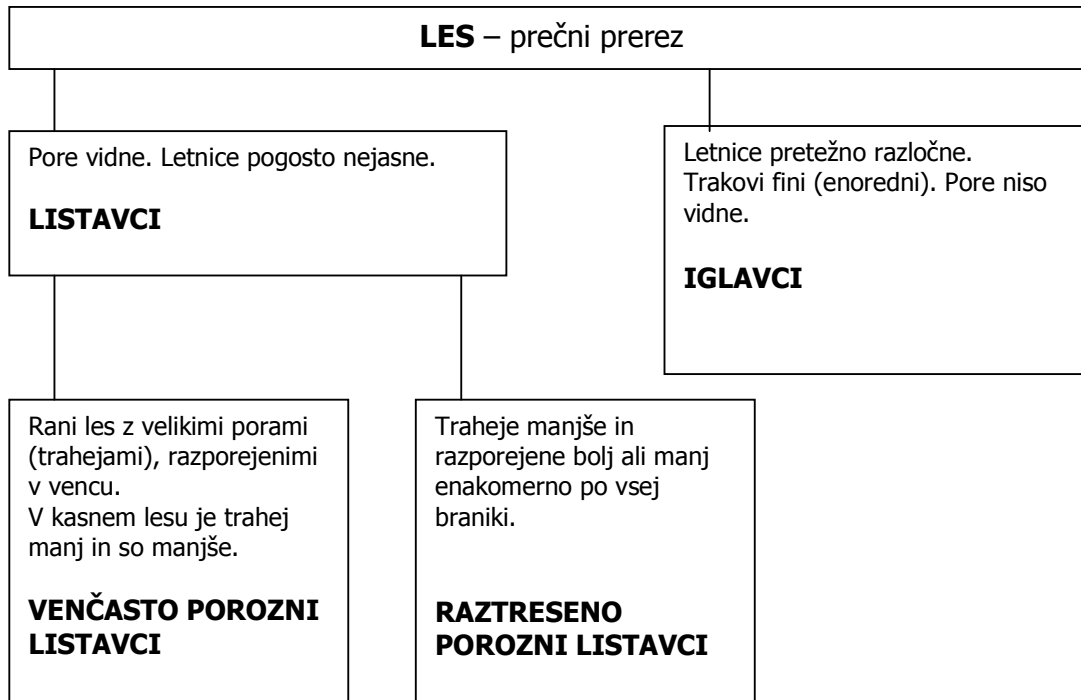 LES – prečni prerez
Pore vidne. Letnice pogosto nejasne.
LISTAVCI
Letnice pretežno razločne.
Trakovi fini (enoredni). Pore niso
vidne.
IGLAVCI
Rani les z velikimi porami
(trahejami), razporejenimi
v vencu.
V kasnem lesu je trahej
manj in so manjše.
VENČASTO POROZNI
LISTAVCI
Traheje manjše in
razporejene bolj ali manj
enakomerno po vsej
braniki.
RAZTRESENO
POROZNI LISTAVCI